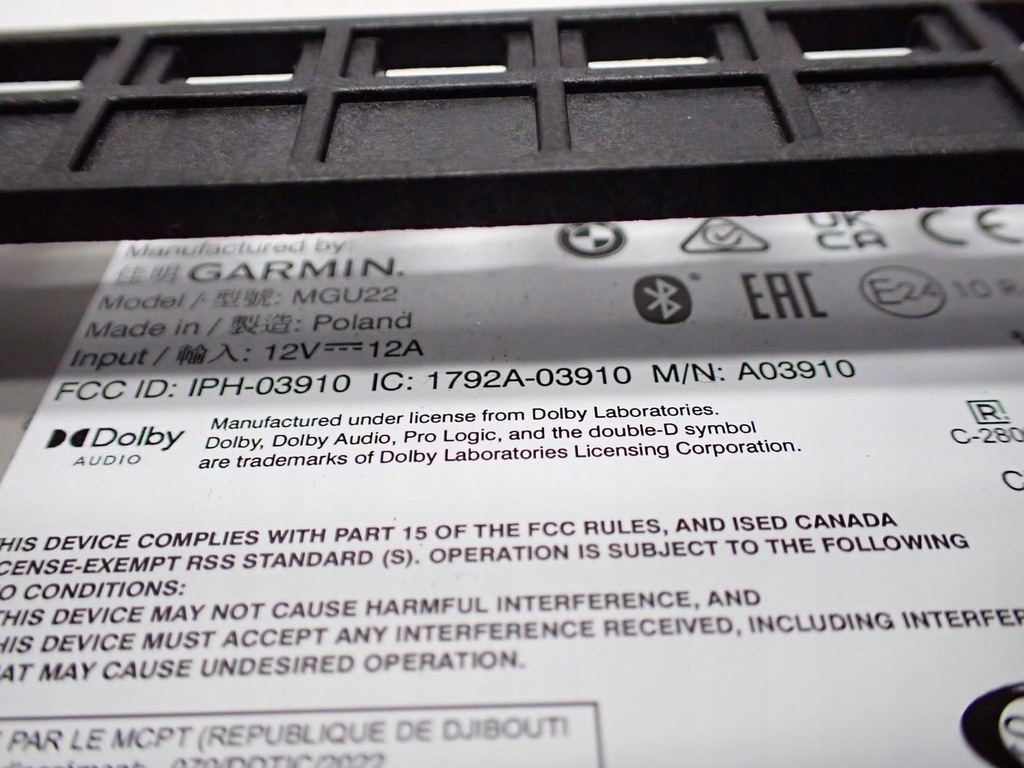 Manufactured by:
佳明 GARMIN.
Model / 型號: MGU22
Made in / 製造: Poland
Input / 輸入: 12V⎓12A
UK
CA
CE
EAC
E24 10 R
FCC ID: IPH-03910 IC: 1792A-03910 M/N: A03910
Dolby
AUDIO
Manufactured under license from Dolby Laboratories.
Dolby, Dolby Audio, Pro Logic, and the double-D symbol
are trademarks of Dolby Laboratories Licensing Corporation.
R
C-280
C
HIS DEVICE COMPLIES WITH PART 15 OF THE FCC RULES, AND ISED CANADA
CENSE-EXEMPT RSS STANDARD (S). OPERATION IS SUBJECT TO THE FOLLOWING
O CONDITIONS:
THIS DEVICE MAY NOT CAUSE HARMFUL INTERFERENCE, AND
HIS DEVICE MUST ACCEPT ANY INTERFERENCE RECEIVED, INCLUDING INTERFER
AT MAY CAUSE UNDESIRED OPERATION.
PAR LE MCPT (REPUBLIQUE DE DJIBOUTI